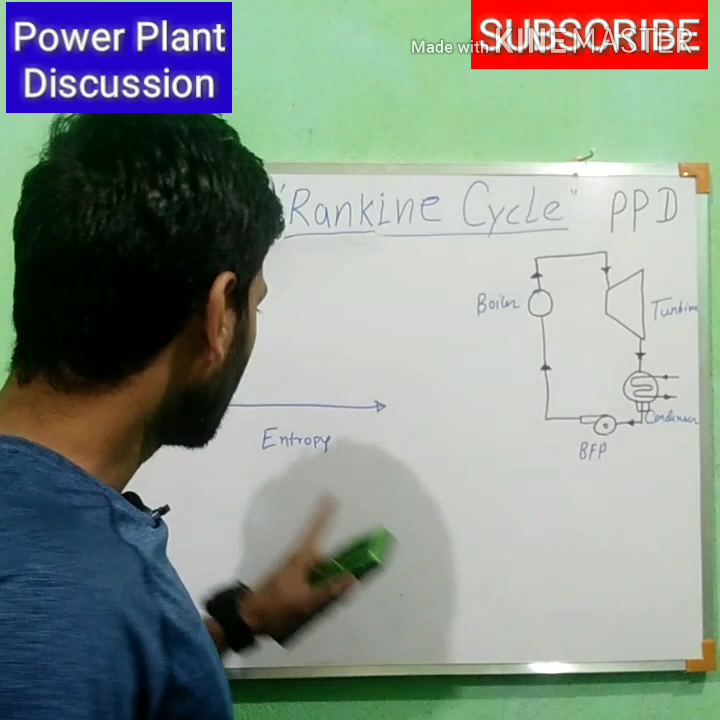 Power Plant
Discussion
SUBSCRIBE
Made with KINEMASTER
"Rankine Cycle" PPD
Boiler
Turbine
Condenser
BFP
Entropy